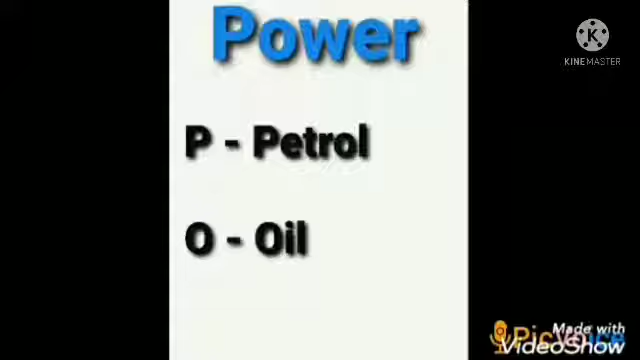 Power
KINEMASTER
P - Petrol
O - Oil
Made with
VideoShow